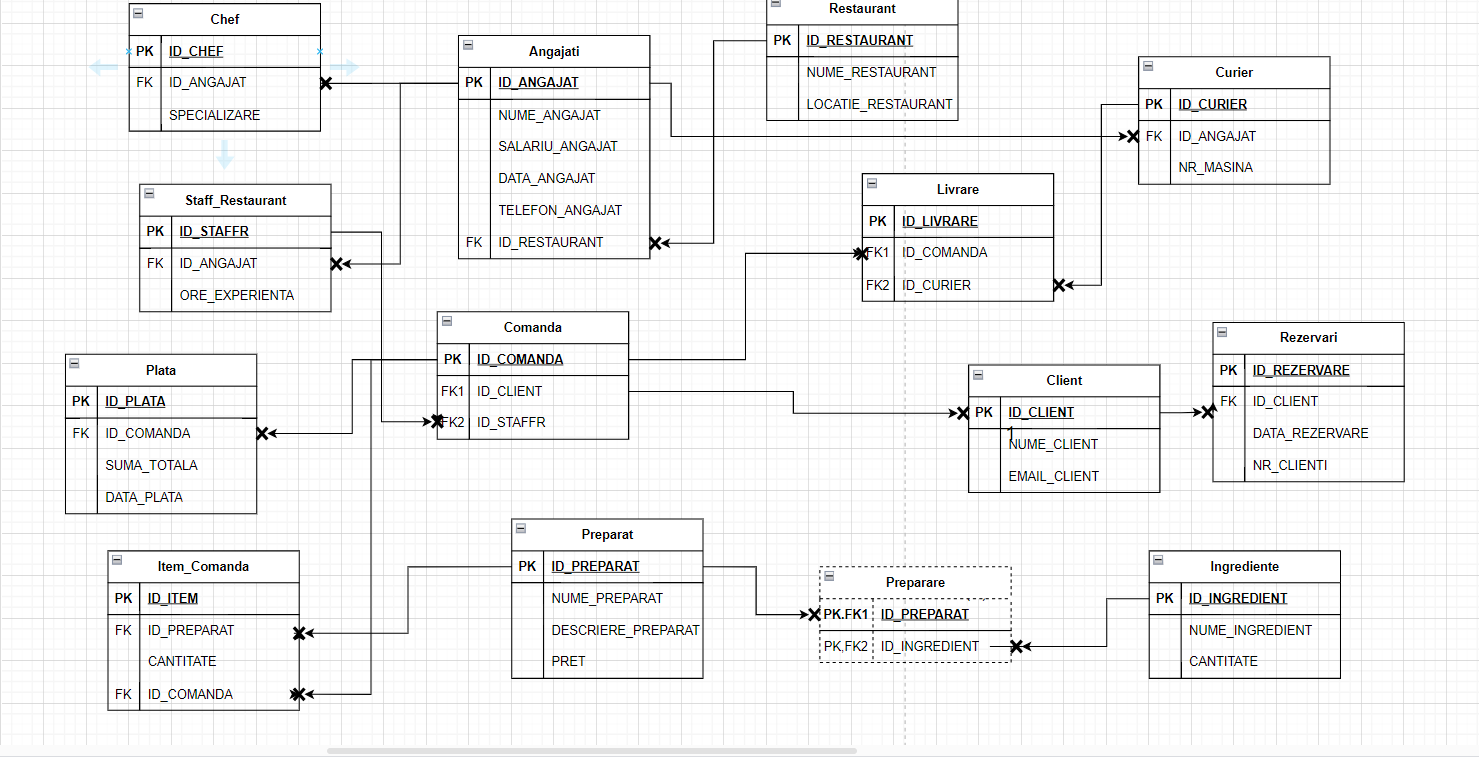 Chef
PK ID_CHEF
FK ID_ANGAJAT
SPECIALIZARE
Angajati
PK ID_ANGAJAT
NUME_ANGAJAT
SALARIU_ANGAJAT
DATA_ANGAJAT
TELEFON_ANGAJAT
FK ID_RESTAURANT
Restaurant
PK ID_RESTAURANT
NUME_RESTAURANT
LOCATIE_RESTAURANT
Curier
PK ID_CURIER
FK ID_ANGAJAT
NR_MASINA
Staff_Restaurant
PK ID_STAFFR
FK ID_ANGAJAT
ORE_EXPERIENTA
Livrare
PK ID_LIVRARE
FK1 ID_COMANDA
FK2 ID_CURIER
Comanda
PK ID_COMANDA
FK1 ID_CLIENT
FK2 ID_STAFFR
Plata
PK ID_PLATA
FK ID_COMANDA
SUMA_TOTALA
DATA_PLATA
Client
PK ID_CLIENT
1
NUME_CLIENT
EMAIL_CLIENT
Rezervari
PK ID_REZERVARE
FK ID_CLIENT
DATA_REZERVARE
NR_CLIENTI
Item_Comanda
PK ID_ITEM
FK ID_PREPARAT
CANTITATE
FK ID_COMANDA
Preparat
PK ID_PREPARAT
NUME_PREPARAT
DESCRIERE_PREPARAT
PRET
Preparare
PK.FK1 ID_PREPARAT
PK,FK2 ID_INGREDIENT
Ingrediente
PK ID_INGREDIENT
NUME_INGREDIENT
CANTITATE